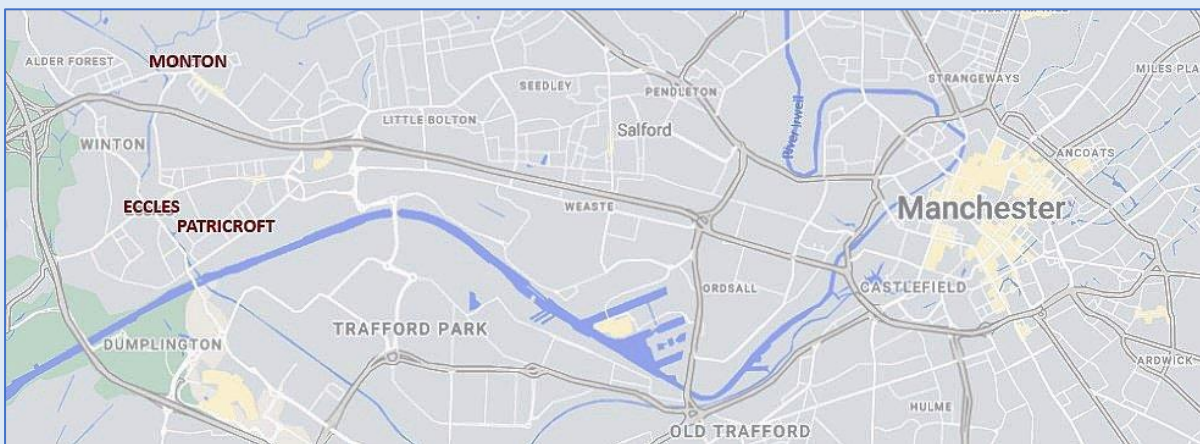 MONTON
ALDER FOREST
STRANGEWAYS
MILES PLA
SEEDLEY
PENDLETON
LITTLE BOLTON
River Irwell
Salford
WINTON
ANCOATS
ECCLES
WEASTE
Manchester
PATRICROFT
ORDSALL
CASTLEFIELD
TRAFFORD PARK
DUMPLINGTON
ARDWICK
HULME
OLD TRAFFORD